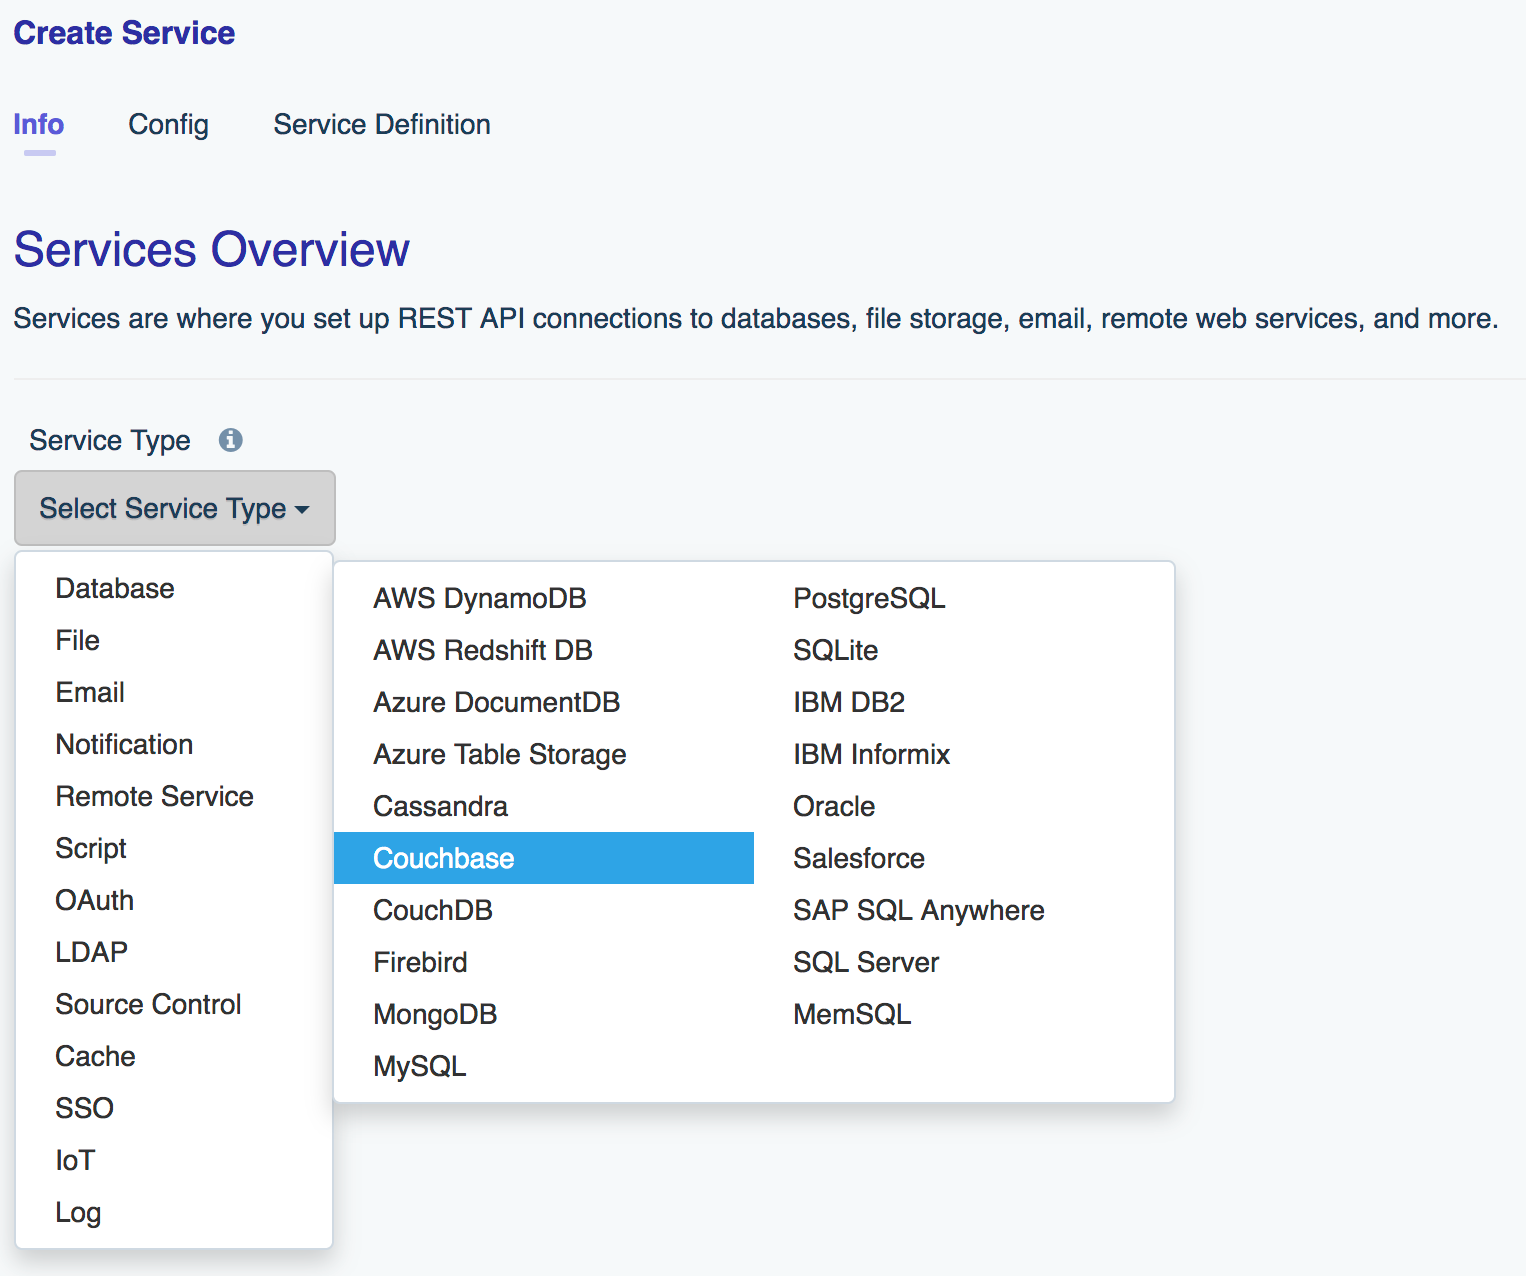 Create Service
Info
Config
Service Definition
Services Overview
Services are where you set up REST API connections to databases, file storage, email, remote web services, and more.
Service Type
Select Service Type
Database
File
Email
Notification
Remote Service
Script
OAuth
LDAP
Source Control
Cache
SSO
IoT
Log
AWS DynamoDB
AWS Redshift DB
Azure DocumentDB
Azure Table Storage
Cassandra
Couchbase
CouchDB
Firebird
MongoDB
MySQL
PostgreSQL
SQLite
IBM DB2
IBM Informix
Oracle
Salesforce
SAP SQL Anywhere
SQL Server
MemSQL